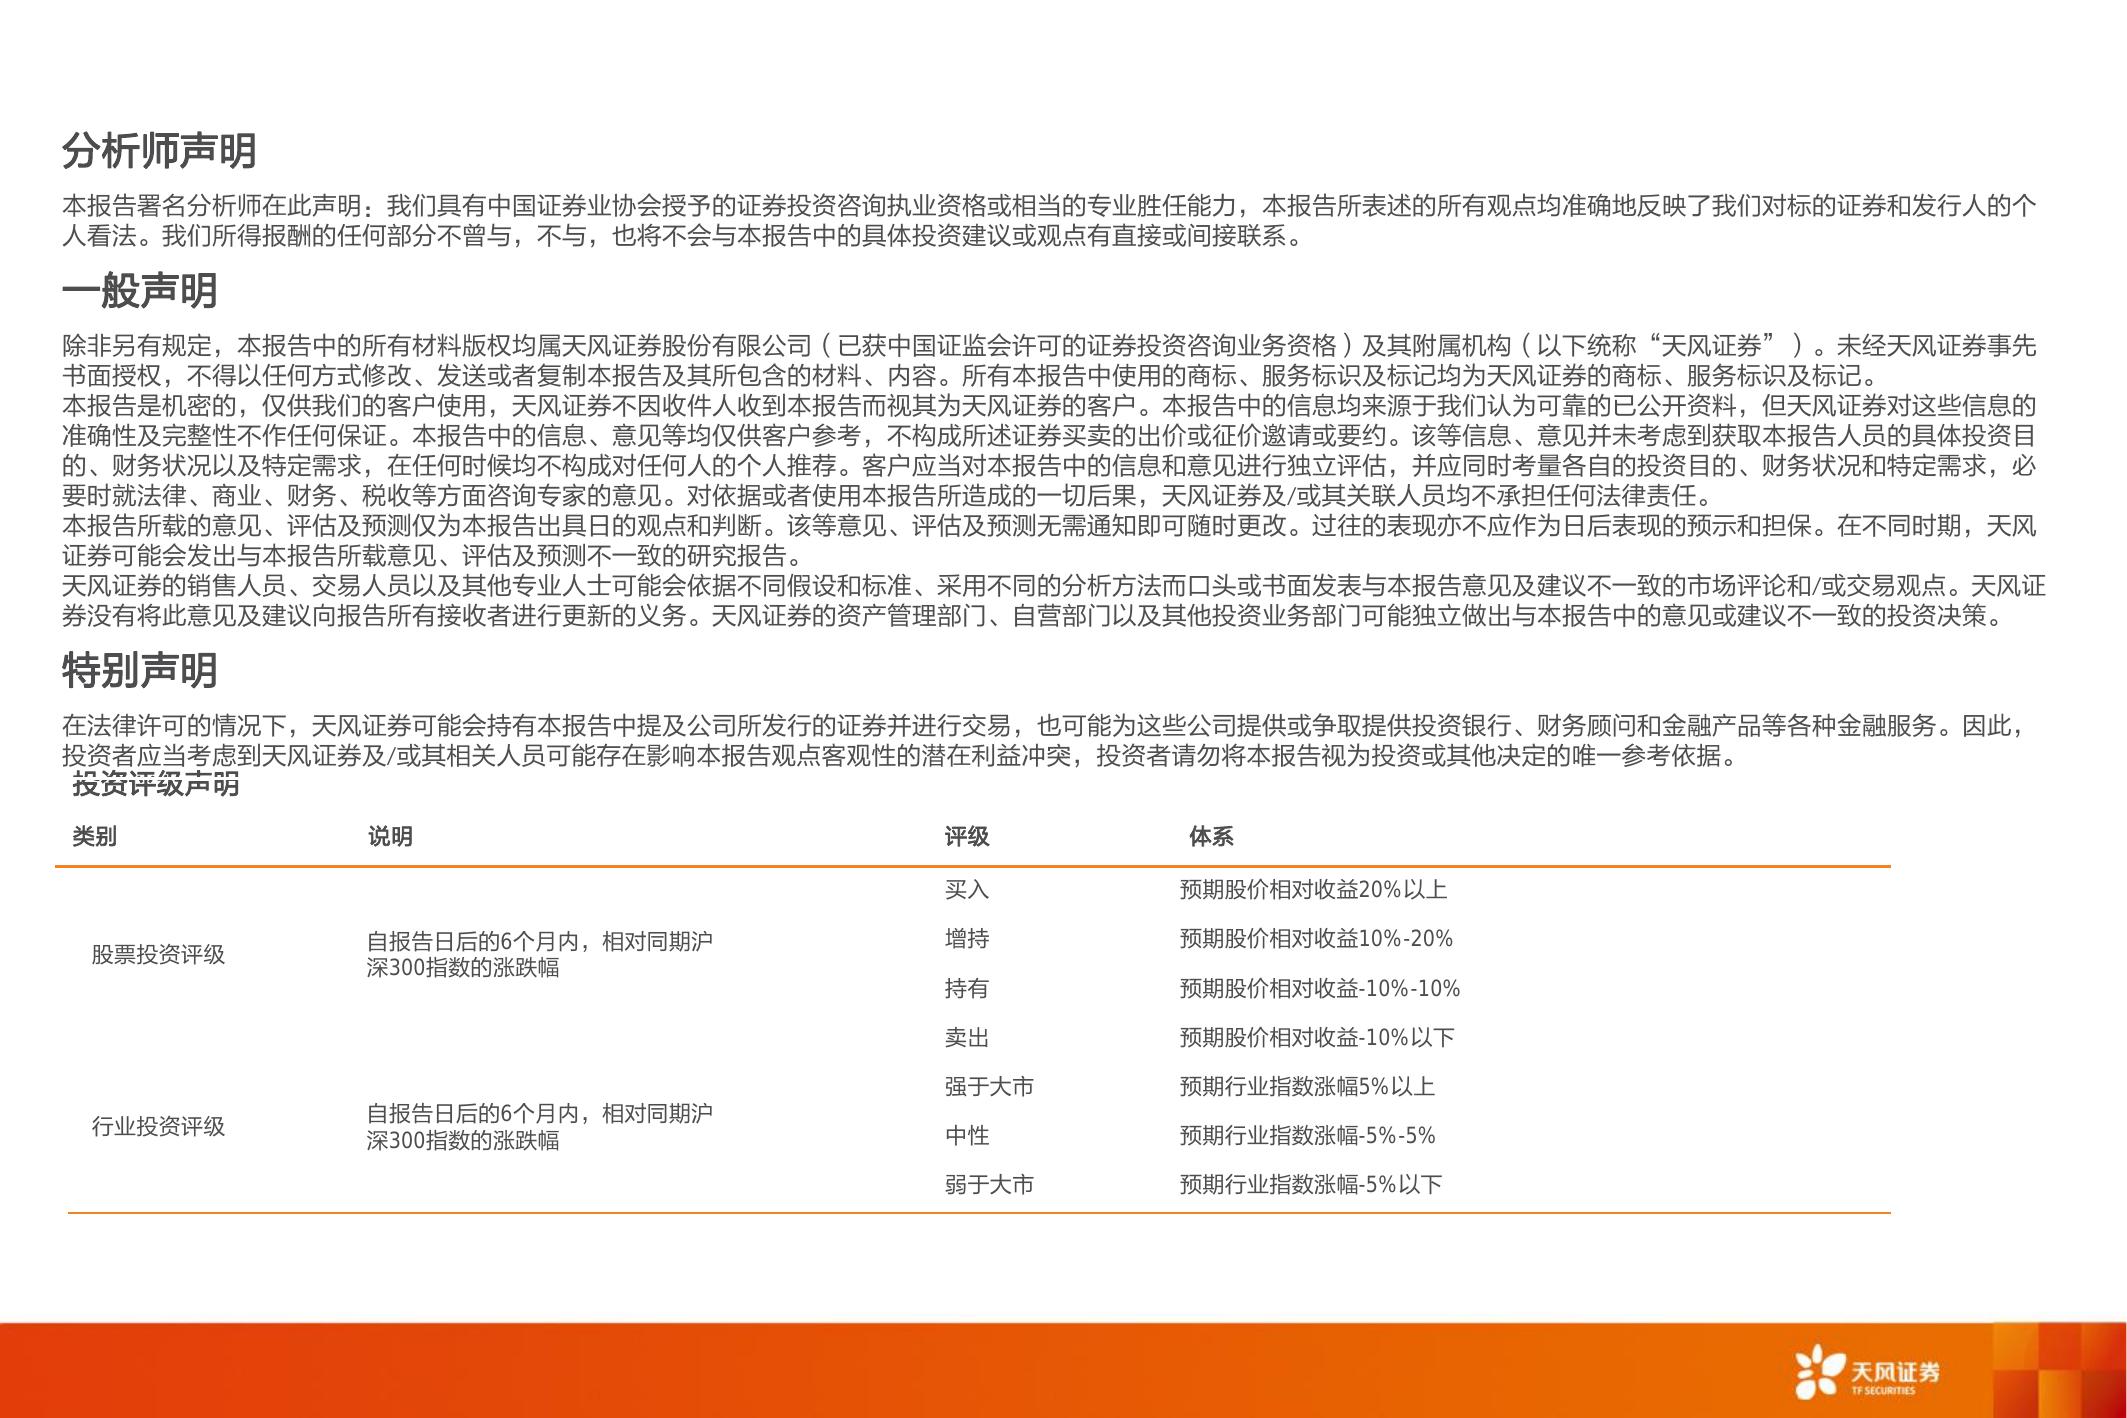 分析师声明
本报告署名分析师在此声明：我们具有中国证券业协会授予的证券投资咨询执业资格或相当的专业胜任能力，本报告所表述的所有观点均准确地反映了我们对标的证券和发行人的个
人看法。我们所得报酬的任何部分不曾与，不与，也将不会与本报告中的具体投资建议或观点有直接或间接联系。
一般声明
除非另有规定，本报告中的所有材料版权均属天风证券股份有限公司（已获中国证监会许可的证券投资咨询业务资格）及其附属机构（以下统称“天风证券”）。未经天风证券事先
书面授权，不得以任何方式修改、发送或者复制本报告及其所包含的材料、内容。所有本报告中使用的商标、服务标识及标记均为天风证券的商标、服务标识及标记。
本报告是机密的，仅供我们的客户使用，天风证券不因收件人收到本报告而视其为天风证券的客户。本报告中的信息均来源于我们认为可靠的已公开资料，但天风证券对这些信息的
准确性及完整性不作任何保证。本报告中的信息、意见等均仅供客户参考，不构成所述证券买卖的出价或征价邀请或要约。该等信息、意见并未考虑到获取本报告人员的具体投资目
的、财务状况以及特定需求，在任何时候均不构成对任何人的个人推荐。客户应当对本报告中的信息和意见进行独立评估，并应同时考量各自的投资目的、财务状况和特定需求，必
要时就法律、商业、财务、税收等方面咨询专家的意见。对依据或者使用本报告所造成的一切后果，天风证券及/或其关联人员均不承担任何法律责任。
本报告所载的意见、评估及预测仅为本报告出具日的观点和判断。该等意见、评估及预测无需通知即可随时更改。过往的表现亦不应作为日后表现的预示和担保。在不同时期，天风
证券可能会发出与本报告所载意见、评估及预测不一致的研究报告。
天风证券的销售人员、交易人员以及其他专业人士可能会依据不同假设和标准、采用不同的分析方法而口头或书面发表与本报告意见及建议不一致的市场评论和/或交易观点。天风证
券没有将此意见及建议向报告所有接收者进行更新的义务。天风证券的资产管理部门、自营部门以及其他投资业务部门可能独立做出与本报告中的意见或建议不一致的投资决策。
特别声明
在法律许可的情况下，天风证券可能会持有本报告中提及公司所发行的证券并进行交易，也可能为这些公司提供或争取提供投资银行、财务顾问和金融产品等各种金融服务。因此，
投资者应当考虑到天风证券及/或其相关人员可能存在影响本报告观点客观性的潜在利益冲突，投资者请勿将本报告视为投资或其他决定的唯一参考依据。
投资评级声明
类别 说明 评级 体系
买入 预期股价相对收益20%以上
股票投资评级 自报告日后的6个月内，相对同期沪 增持 预期股价相对收益10%-20%
深300指数的涨跌幅
持有 预期股价相对收益-10%-10%
卖出 预期股价相对收益-10%以下
强于大市 预期行业指数涨幅5%以上
行业投资评级 自报告日后的6个月内，相对同期沪 中性 预期行业指数涨幅-5%-5%
深300指数的涨跌幅
弱于大市 预期行业指数涨幅-5%以下
天风证券
TF SECURITIES